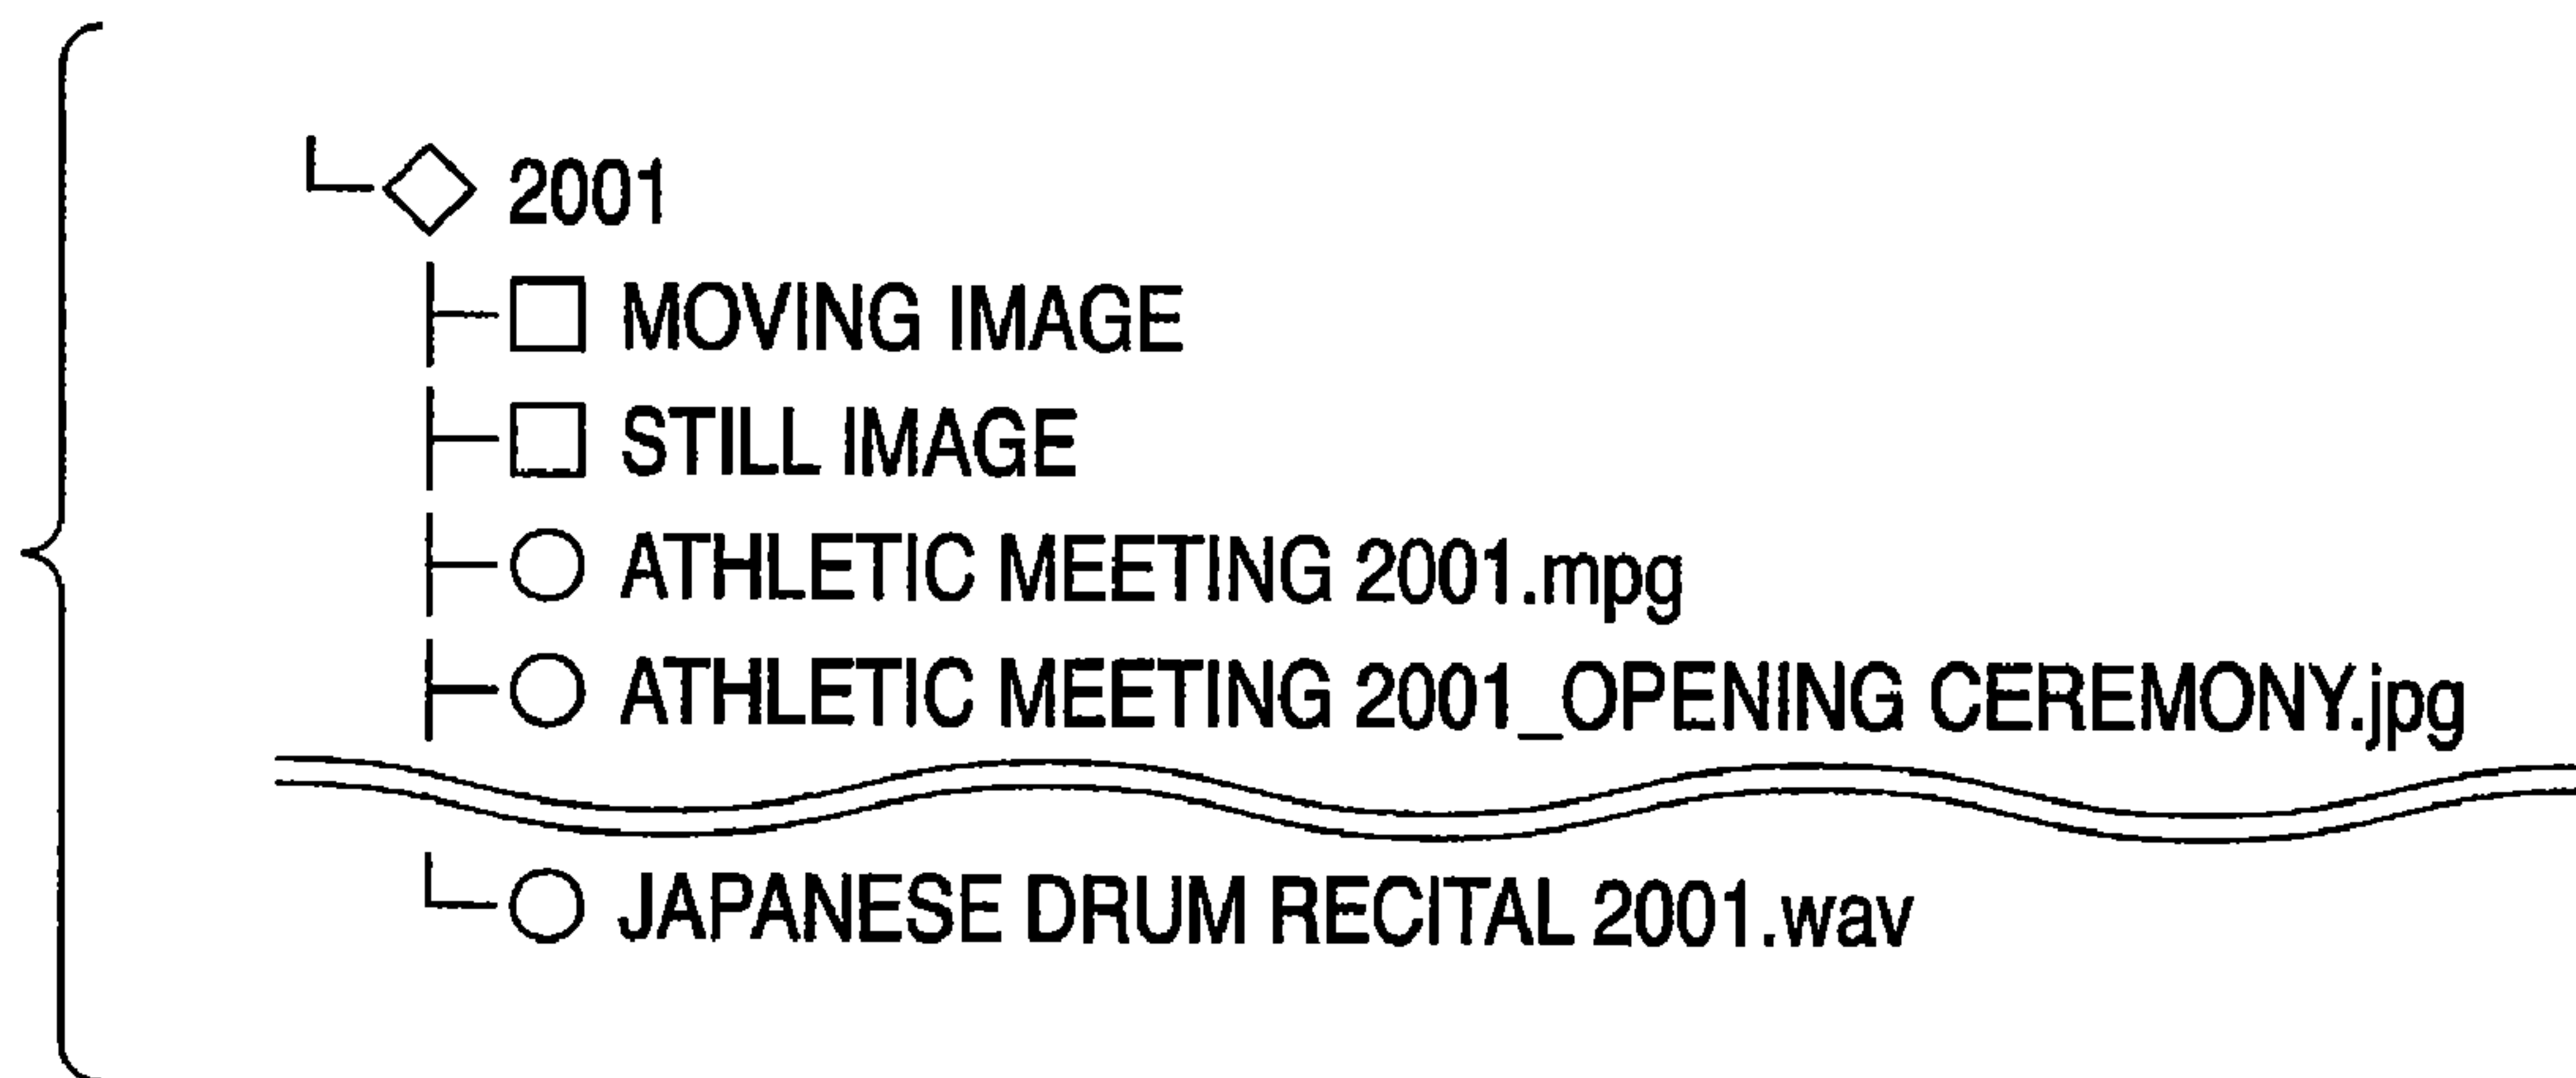 2001
MOVING IMAGE
STILL IMAGE
ATHLETIC MEETING 2001.mpg
ATHLETIC MEETING 2001_OPENING CEREMONY.jpg
JAPANESE DRUM RECITAL 2001.wav